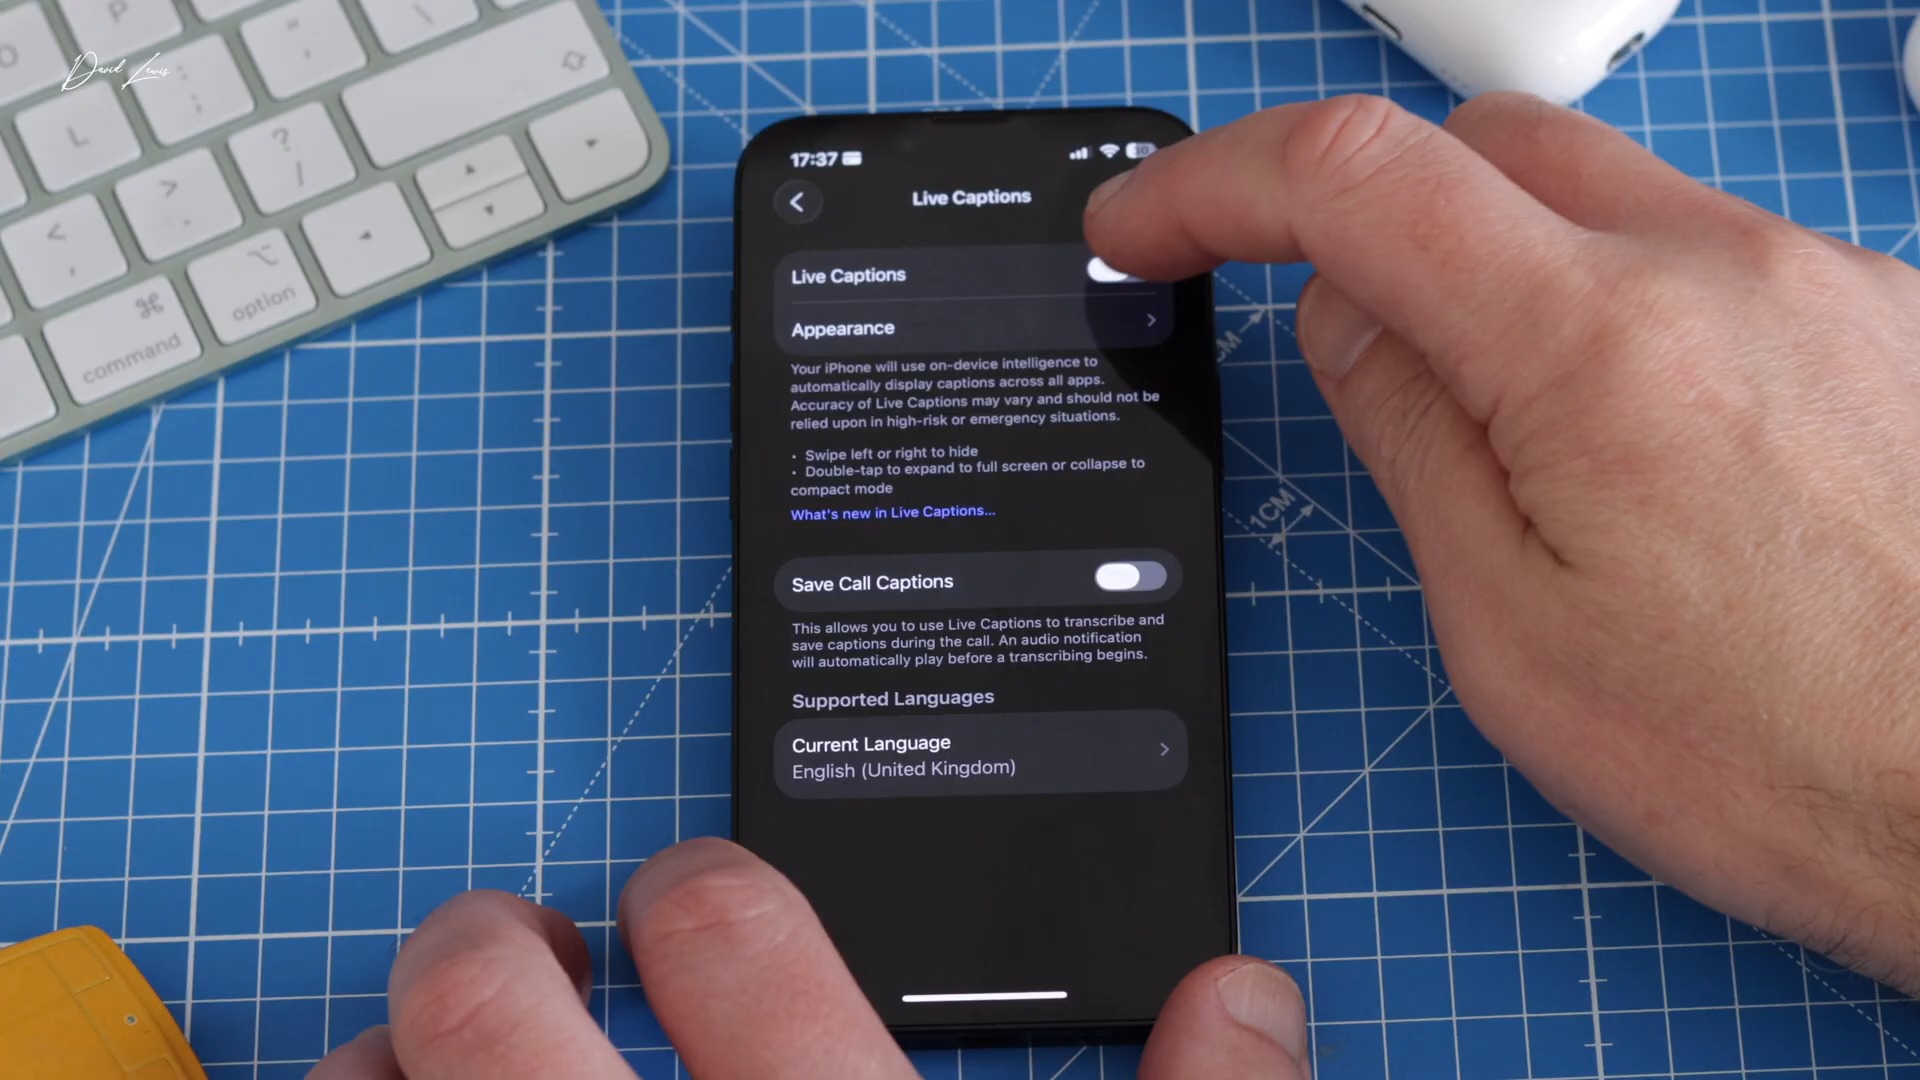 David Lewis
O
P
"
'
\
L
:
;
?
/
>
.
<
,
⌘
command
⌥
option
17:37
10
Live Captions
Live Captions
Appearance
Your iPhone will use on-device intelligence to
automatically display captions across all apps.
Accuracy of Live Captions may vary and should not be
relied upon in high-risk or emergency situations.
• Swipe left or right to hide
• Double-tap to expand to full screen or collapse to
compact mode
What's new in Live Captions...
Save Call Captions
This allows you to use Live Captions to transcribe and
save captions during the call. An audio notification
will automatically play before a transcribing begins.
Supported Languages
Current Language
English (United Kingdom)
CM
1CM